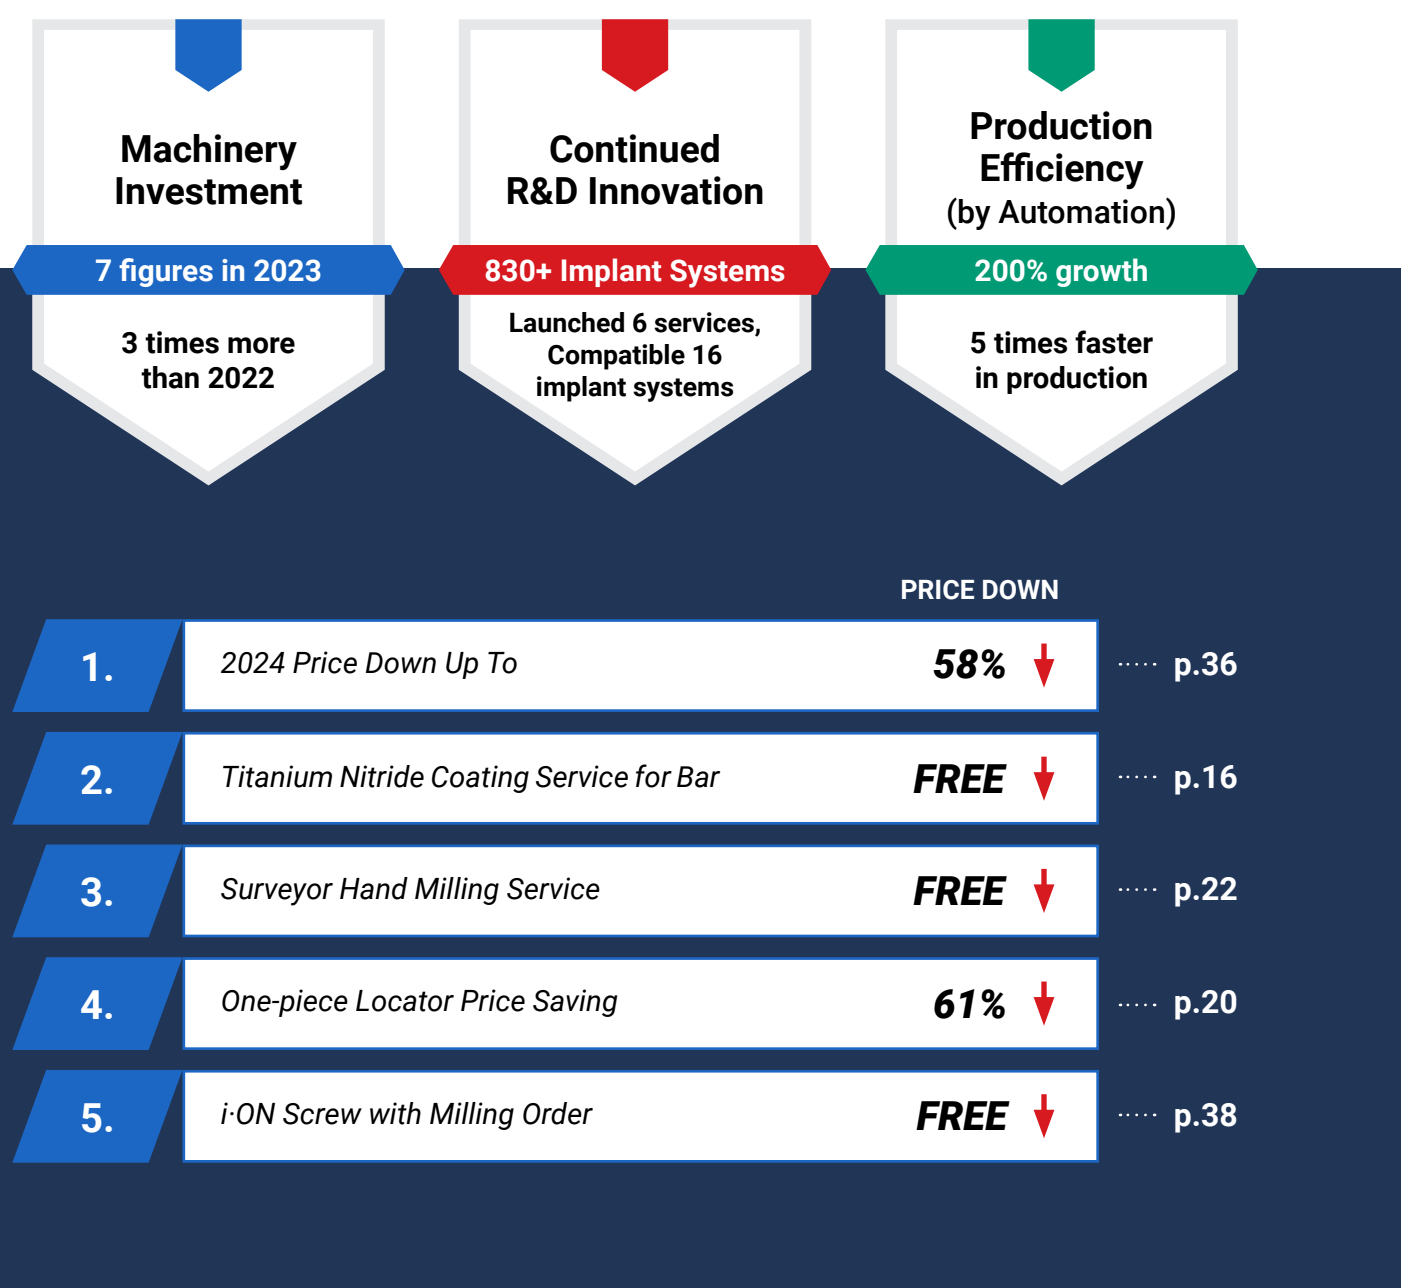 Machinery
Investment
7 figures in 2023
3 times more
than 2022
Continued
R&D Innovation
830+ Implant Systems
Launched 6 services,
Compatible 16
implant systems
Production
Efficiency
(by Automation)
200% growth
5 times faster
in production
PRICE DOWN
1. 2024 Price Down Up To 58% ····· p.36
2. Titanium Nitride Coating Service for Bar FREE ····· p.16
3. Surveyor Hand Milling Service FREE ····· p.22
4. One-piece Locator Price Saving 61% ····· p.20
5. i·ON Screw with Milling Order FREE ····· p.38